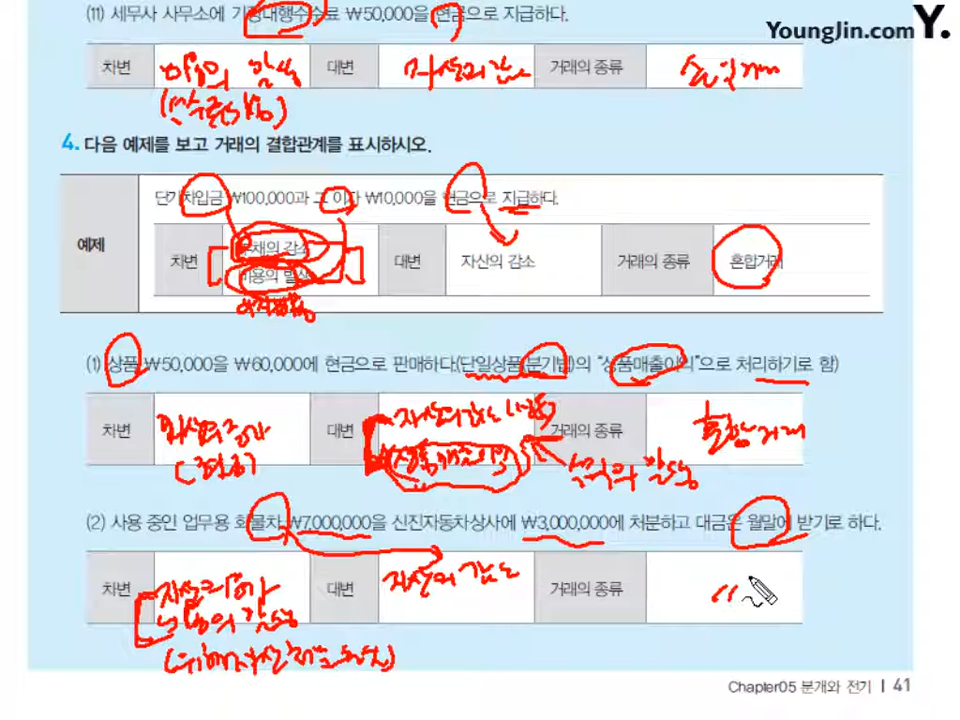 (11) 세무사 사무소에 기장대행수수료 ₩50,000을 현금으로 지급하다.
YoungJin.com Y.
차변 비용의 발생 대변 자산의 감소 거래의 종류 손익거래
4. 다음 예제를 보고 거래의 결합관계를 표시하시오.
단기차입금 ₩100,000과 그 이자 ₩10,000을 현금으로 지급하다.
예제 차변 부채의 감소 대변 자산의 감소 거래의 종류 혼합거래
비용의 발생
(1) 상품 ₩50,000을 ₩60,000에 현금으로 판매하다.(단일상품,분기법)의 "상품매출이익"으로 처리하기로 함)
차변 자산의 증가 대변 자산의 감소 거래의 종류 혼합거래
(현금) (상품매출이익) 수익의 발생
(2) 사용 중인 업무용 화물차 ₩7,000,000을 신진자동차상사에 ₩3,000,000에 처분하고 대금은 월말에 받기로 하다.
차변 자산의 증가 대변 자산의 감소 거래의 종류 "
비용의 발생
Chapter05 분개와 전기 | 41